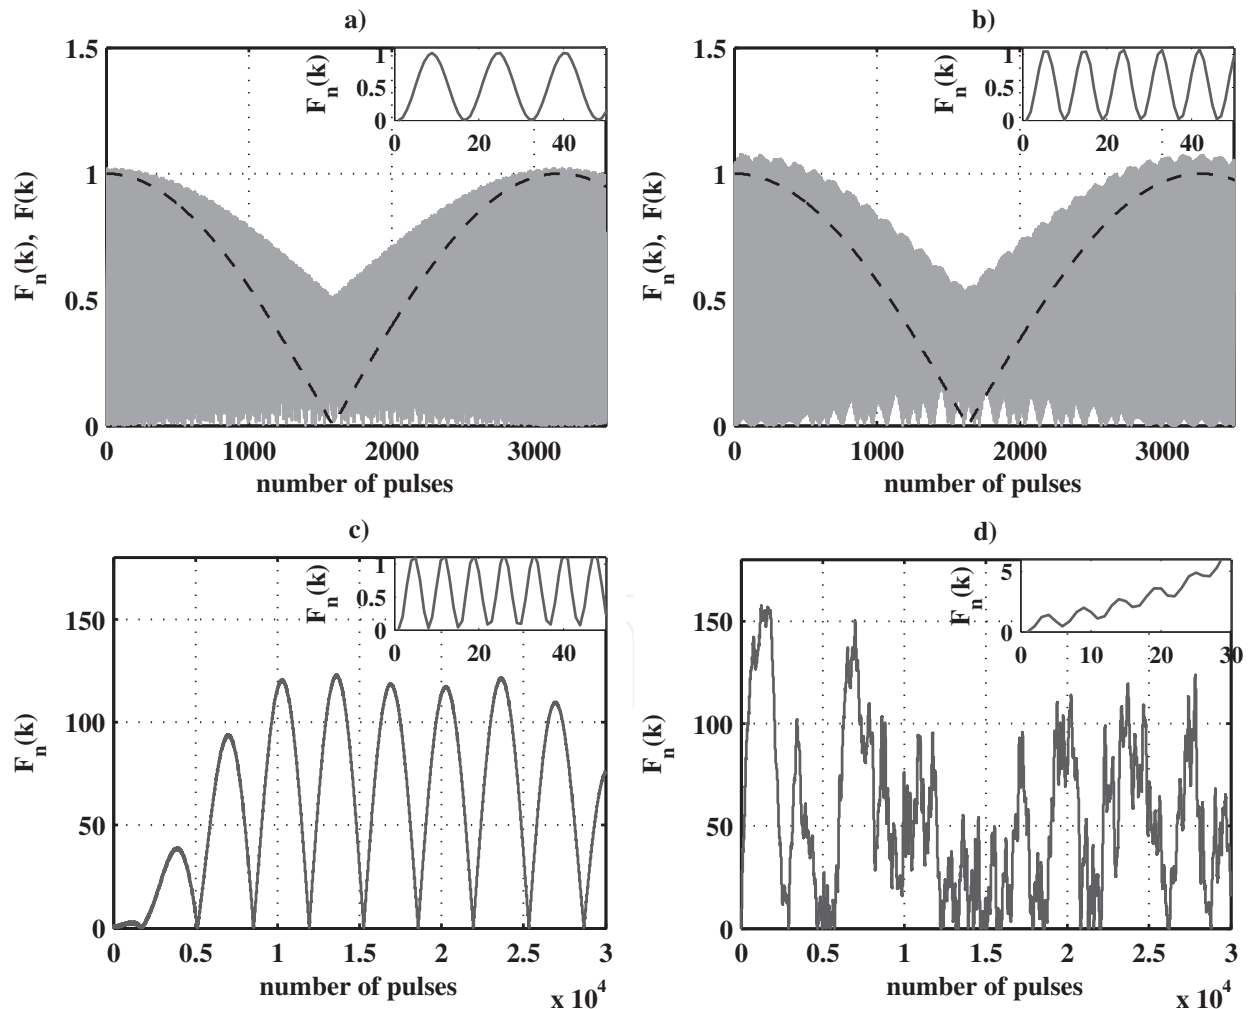 a)
1.5
1
0.5
0
F_n(k), F(k)
0 1000 2000 3000
number of pulses
F_n(k)
1
0.5
0
0 20 40
b)
1.5
1
0.5
0
F_n(k), F(k)
0 1000 2000 3000
number of pulses
F_n(k)
1
0.5
0
0 20 40
c)
150
100
50
0
F_n(k)
0 0.5 1 1.5 2 2.5 3
number of pulses
x 10^4
F_n(k)
1
0.5
0
0 20 40
d)
150
100
50
0
F_n(k)
0 0.5 1 1.5 2 2.5 3
number of pulses
x 10^4
F_n(k)
5
0
0 10 20 30